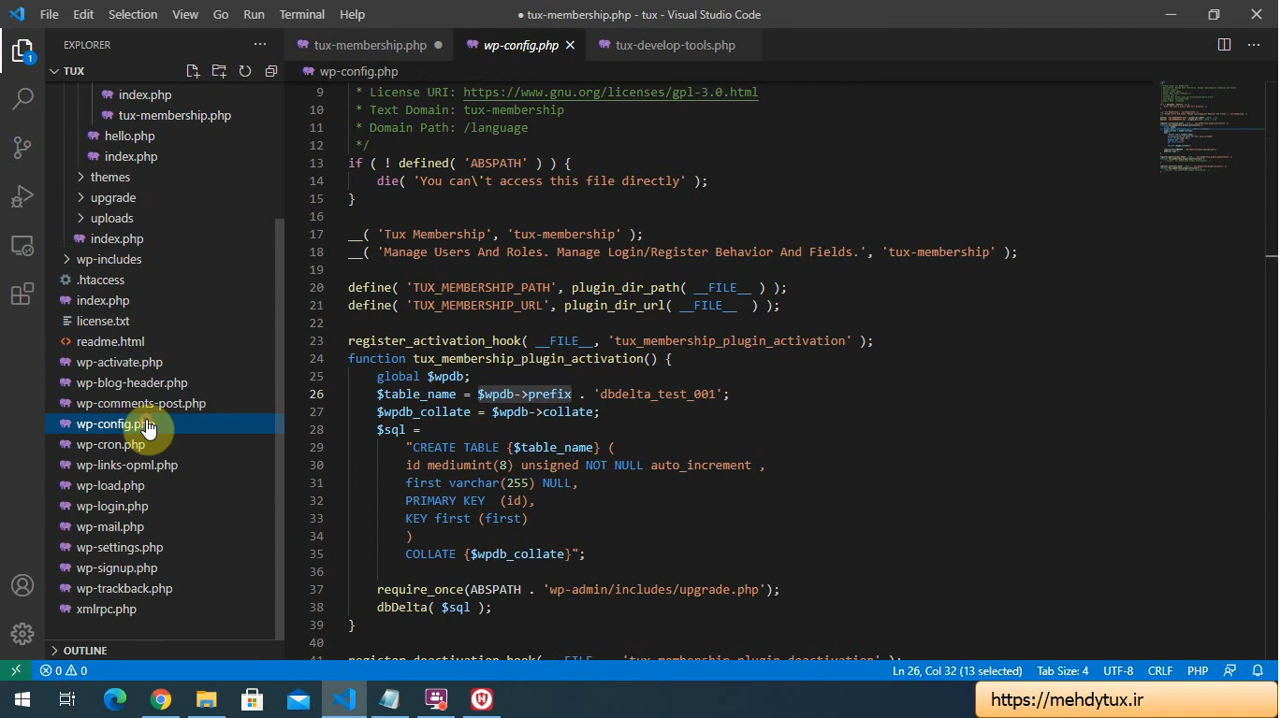 File Edit Selection View Go Run Terminal Help
● tux-membership.php - tux - Visual Studio Code
EXPLORER
1
TUX
index.php
tux-membership.php
hello.php
index.php
themes
upgrade
uploads
index.php
wp-includes
.htaccess
index.php
license.txt
readme.html
wp-activate.php
wp-blog-header.php
wp-comments-post.php
wp-config.php
wp-cron.php
wp-links-opml.php
wp-load.php
wp-login.php
wp-mail.php
wp-settings.php
wp-signup.php
wp-trackback.php
xmlrpc.php
OUTLINE
tux-membership.php ● wp-config.php × tux-develop-tools.php
wp-config.php
9 * License URI: https://www.gnu.org/licenses/gpl-3.0.html
10 * Text Domain: tux-membership
11 * Domain Path: /language
12 */
13 if ( ! defined( 'ABSPATH' ) ) {
14 die( 'You can\'t access this file directly' );
15 }
16
17 __( 'Tux Membership', 'tux-membership' );
18 __( 'Manage Users And Roles. Manage Login/Register Behavior And Fields.', 'tux-membership' );
19
20 define( 'TUX_MEMBERSHIP_PATH', plugin_dir_path( __FILE__ ) );
21 define( 'TUX_MEMBERSHIP_URL', plugin_dir_url( __FILE__ ) );
22
23 register_activation_hook( __FILE__, 'tux_membership_plugin_activation' );
24 function tux_membership_plugin_activation() {
25 global $wpdb;
26 $table_name = $wpdb->prefix . 'dbdelta_test_001';
27 $wpdb_collate = $wpdb->collate;
28 $sql =
29 "CREATE TABLE {$table_name} (
30 id mediumint(8) unsigned NOT NULL auto_increment ,
31 first varchar(255) NULL,
32 PRIMARY KEY (id),
33 KEY first (first)
34 )
35 COLLATE {$wpdb_collate}";
36
37 require_once(ABSPATH . 'wp-admin/includes/upgrade.php');
38 dbDelta( $sql );
39 }
40
41 register_deactivation_hook( __FILE__, 'tux_membership_plugin_deactivation' );
0 0 Ln 26, Col 32 (13 selected) Tab Size: 4 UTF-8 CRLF PHP
https://mehdytux.ir